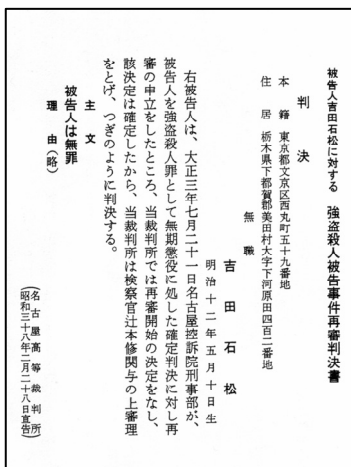 被告人吉田石松に対する 強盗殺人被告事件再審判決書
判決
本籍 東京都文京区西丸町五十九番地
住居 栃木県下都賀郡美田村大字下河原田四百二番地
無職
吉田石松
明治十二年五月十日生
右被告人は、大正三年七月二十一日名古屋控訴院刑事部が、
被告人を強盗殺人罪として無期懲役に処した確定判決に対し再
審の申立をしたところ、当裁判所では再審開始の決定をなし、
該決定は確定したから、当裁判所は検察官辻本修関与の上審理
をとげ、つぎのように判決する。
主文
被告人は無罪
理由(略)
(名古屋高等裁判所
昭和三十八年二月二十八日宣告)